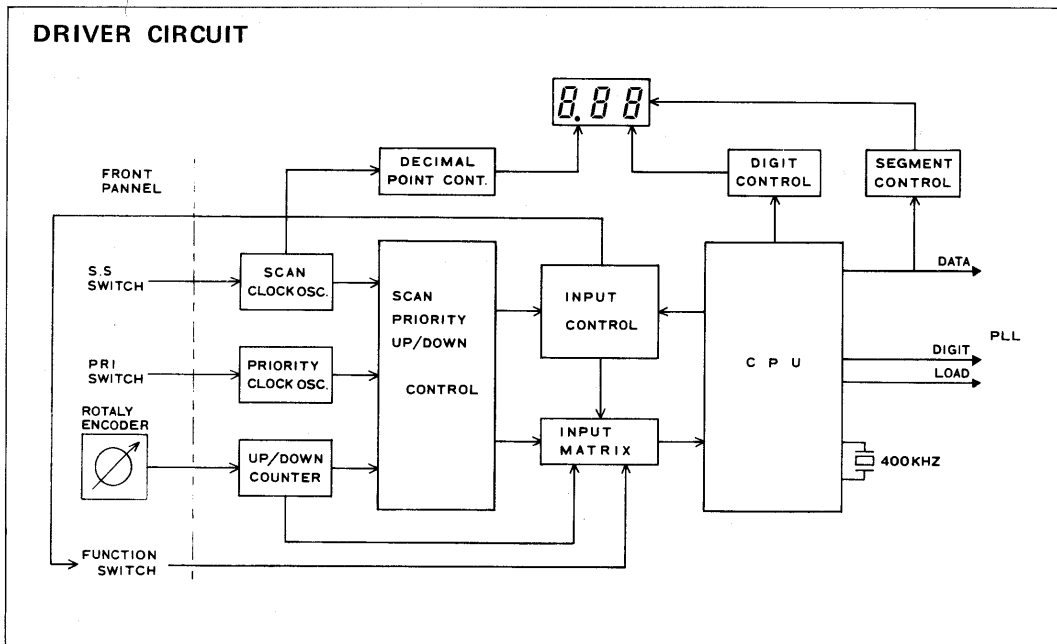 DRIVER CIRCUIT
8.88
DECIMAL
POINT CONT.
DIGIT
CONTROL
SEGMENT
CONTROL
FRONT
PANNEL
S.S
SWITCH
SCAN
CLOCK OSC.
SCAN
PRIORITY
UP/DOWN
CONTROL
INPUT
CONTROL
CPU
DATA
PRI
SWITCH
PRIORITY
CLOCK OSC.
DIGIT
PLL
LOAD
ROTALY
ENCODER
UP/DOWN
COUNTER
INPUT
MATRIX
400KHZ
FUNCTION
SWITCH